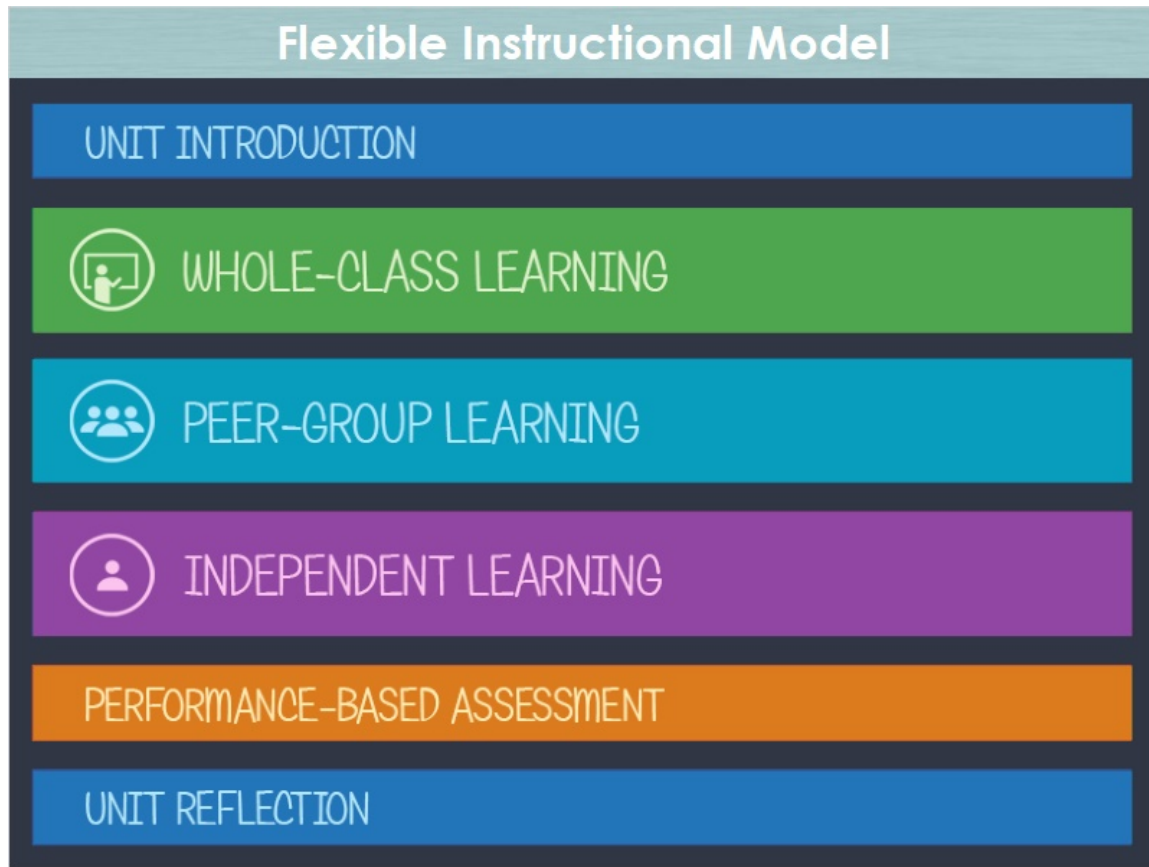 Flexible Instructional Model
UNIT INTRODUCTION
WHOLE-CLASS LEARNING
PEER-GROUP LEARNING
INDEPENDENT LEARNING
PERFORMANCE-BASED ASSESSMENT
UNIT REFLECTION